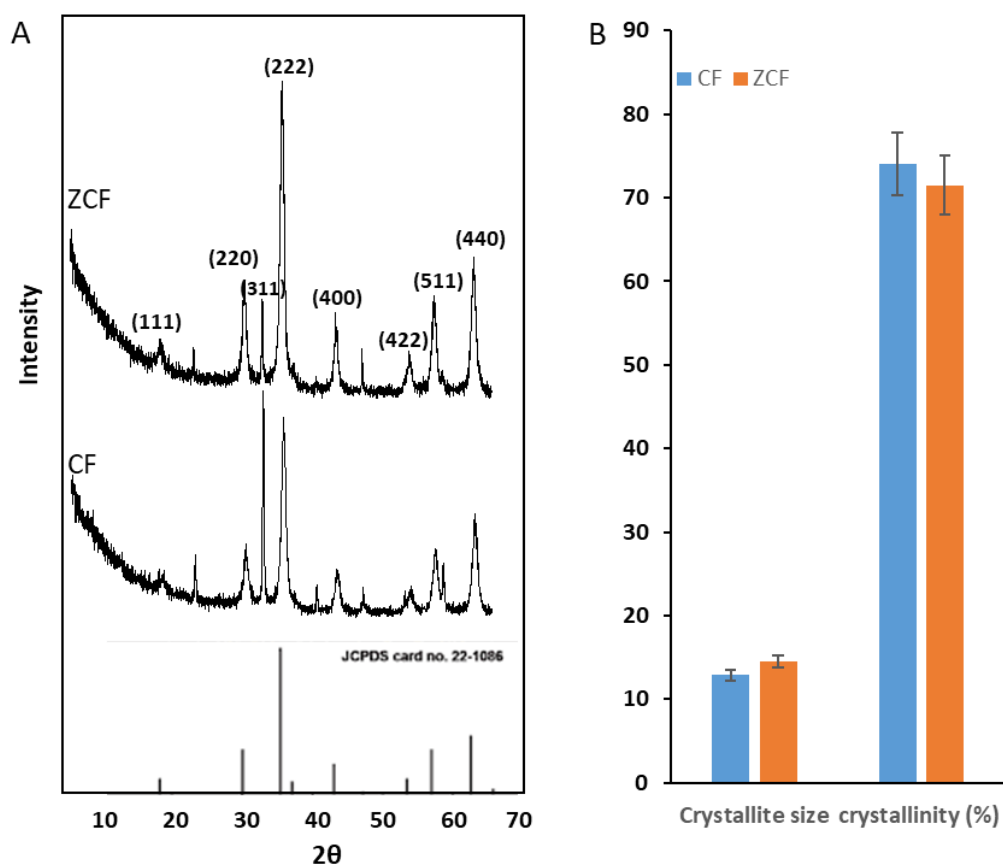 A
(222)
ZCF
(220)
(311)
(440)
(511)
(400)
(111)
(422)
Intensity
CF
JCPDS card no. 22-1086
10 20 30 40 50 60 70
2θ
B
90
CF ZCF
80
70
60
50
40
30
20
10
0
Crystallite size crystallinity (%)